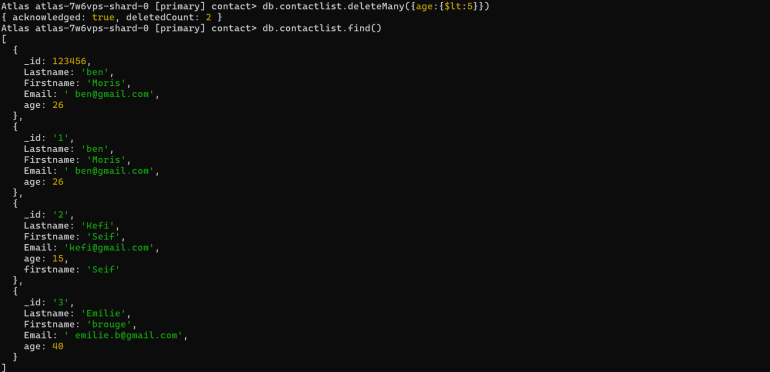 Atlas atlas-7w6vps-shard-0 [primary] contact> db.contactlist.deleteMany({age:{$lt:5}})
{ acknowledged: true, deletedCount: 2 }
Atlas atlas-7w6vps-shard-0 [primary] contact> db.contactlist.find()
[
  {
    _id: 123456,
    Lastname: 'ben',
    Firstname: 'Moris',
    Email: ' ben@gmail.com',
    age: 26
  },
  {
    _id: '1',
    Lastname: 'ben',
    Firstname: 'Moris',
    Email: ' ben@gmail.com',
    age: 26
  },
  {
    _id: '2',
    Lastname: 'Kefi',
    Firstname: 'Seif',
    Email: 'kefi@gmail.com',
    age: 15,
    firstname: 'Seif'
  },
  {
    _id: '3',
    Lastname: 'Emilie',
    Firstname: 'brouge',
    Email: ' emilie.b@gmail.com',
    age: 40
  }
]